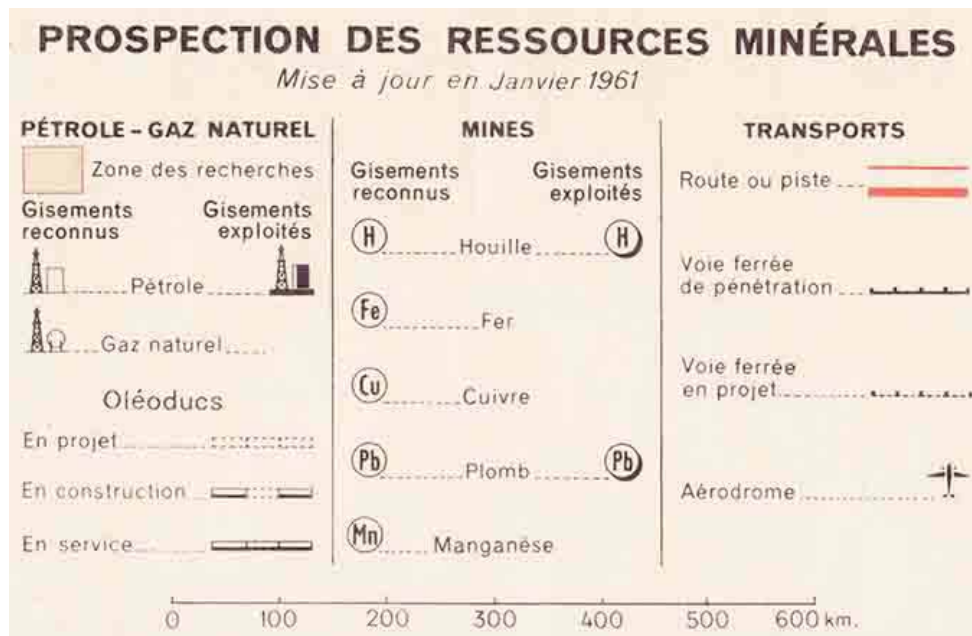 PROSPECTION DES RESSOURCES MINÉRALES
Mise à jour en Janvier 1961
PÉTROLE - GAZ NATUREL
Zone des recherches
Gisements reconnus
Gisements exploités
Pétrole
Gaz naturel
Oléoducs
En projet
En construction
En service
MINES
Gisements reconnus
Gisements exploités
H Houille H
Fe Fer
Cu Cuivre
Pb Plomb Pb
Mn Manganése
TRANSPORTS
Route ou piste
Voie ferrée
de pénétration
Voie ferrée
en projet
Aérodrome
0 100 200 300 400 500 600 km.